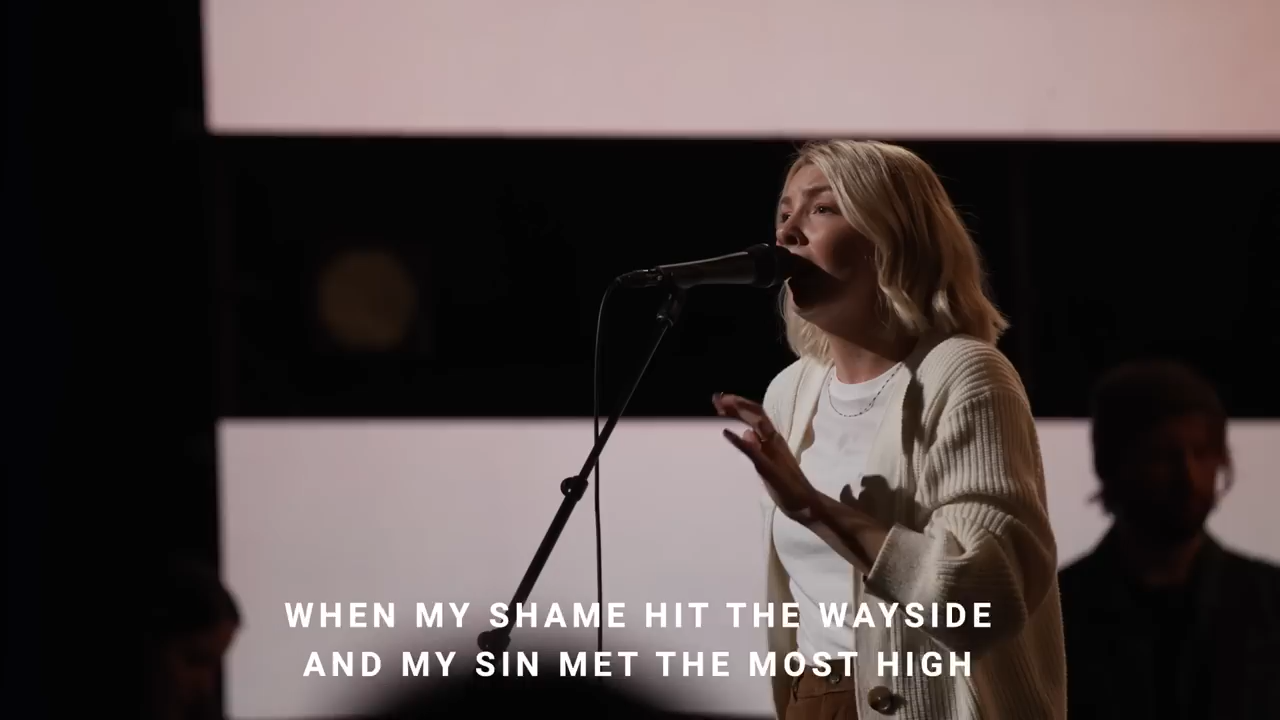 WHEN MY SHAME HIT THE WAYSIDE
AND MY SIN MET THE MOST HIGH